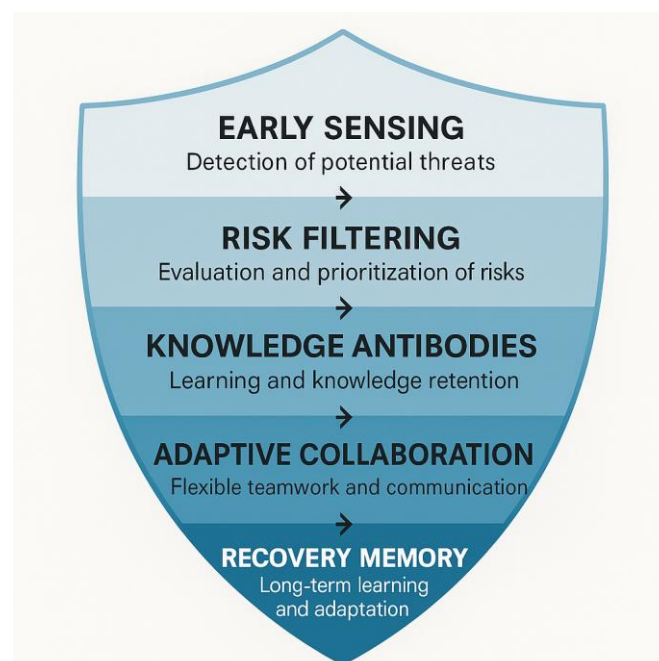 EARLY SENSING
Detection of potential threats
RISK FILTERING
Evaluation and prioritization of risks
KNOWLEDGE ANTIBODIES
Learning and knowledge retention
ADAPTIVE COLLABORATION
Flexible teamwork and communication
RECOVERY MEMORY
Long-term learning
and adaptation